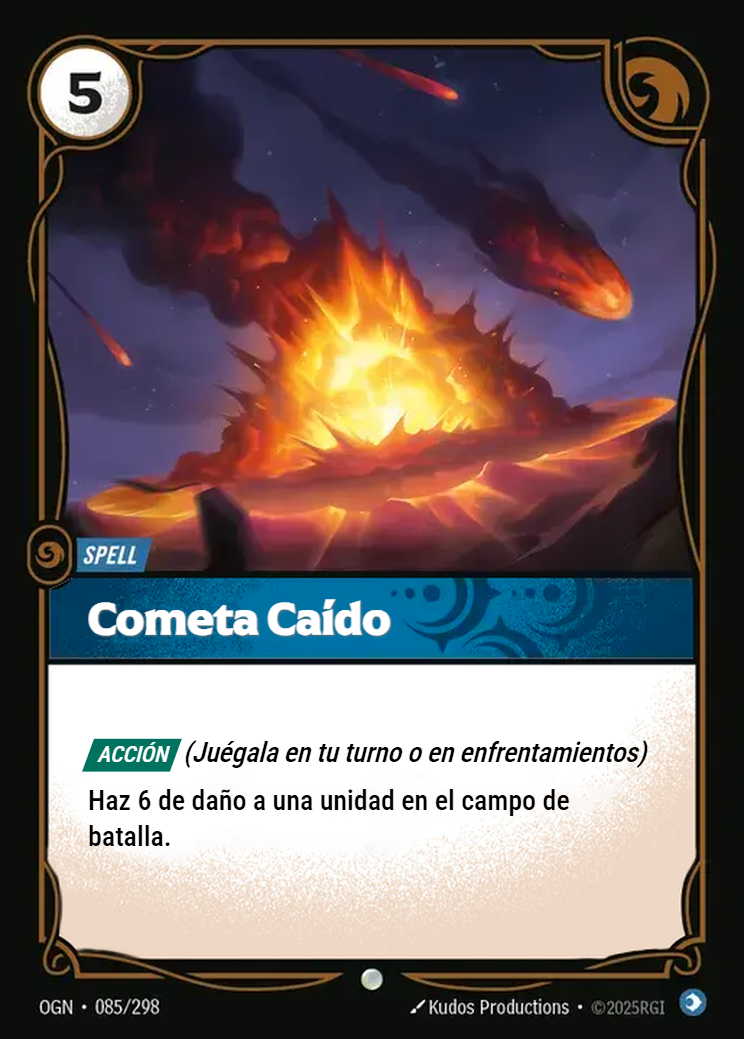 5
SPELL
Cometa Caído
ACCIÓN (Juégala en tu turno o en enfrentamientos)
Haz 6 de daño a una unidad en el campo de
batalla.
OGN • 085/298
Kudos Productions • ©2025RGI